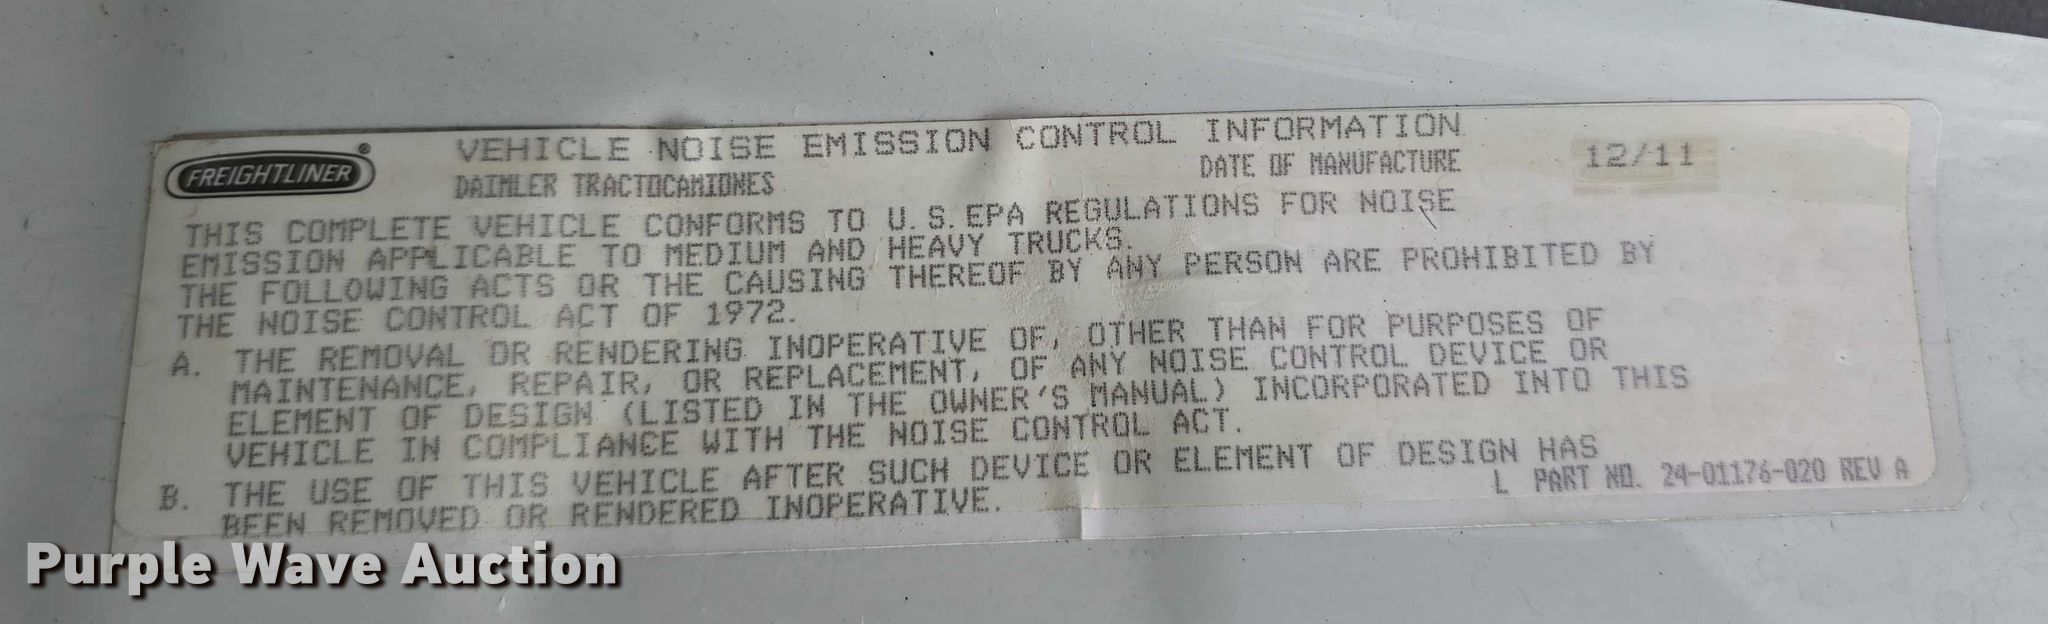 FREIGHTLINER®
VEHICLE NOISE EMISSION CONTROL INFORMATION
DAIMLER TRACTOCAMIONES
DATE OF MANUFACTURE 12/11
THIS COMPLETE VEHICLE CONFORMS TO U.S.EPA REGULATIONS FOR NOISE
EMISSION APPLICABLE TO MEDIUM AND HEAVY TRUCKS.
THE FOLLOWING ACTS OR THE CAUSING THEREOF BY ANY PERSON ARE PROHIBITED BY
THE NOISE CONTROL ACT OF 1972.
A. THE REMOVAL OR RENDERING INOPERATIVE OF, OTHER THAN FOR PURPOSES OF
MAINTENANCE, REPAIR, OR REPLACEMENT, OF ANY NOISE CONTROL DEVICE OR
ELEMENT OF DESIGN (LISTED IN THE OWNER'S MANUAL) INCORPORATED INTO THIS
VEHICLE IN COMPLIANCE WITH THE NOISE CONTROL ACT.
B. THE USE OF THIS VEHICLE AFTER SUCH DEVICE OR ELEMENT OF DESIGN HAS
BEEN REMOVED OR RENDERED INOPERATIVE.
L PART NO. 24-01176-020 REV A
Purple Wave Auction